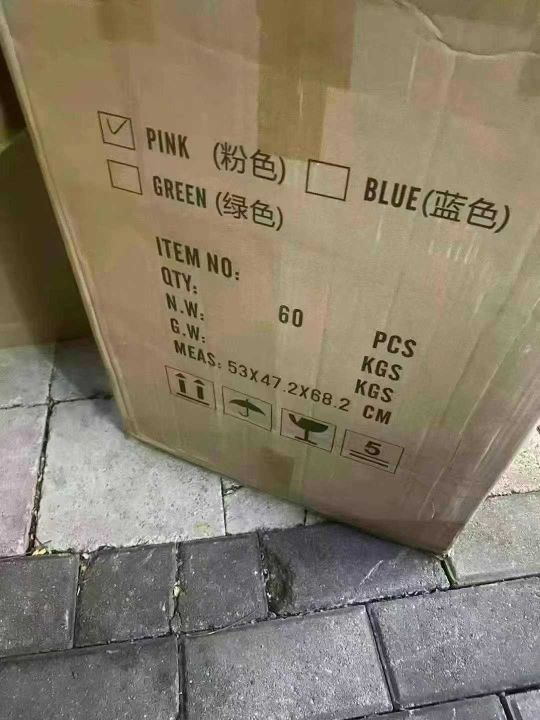 ☑ PINK (粉色) ☐ BLUE(蓝色)
☐ GREEN (绿色)
ITEM NO:
QTY: 60 PCS
N.W: KGS
G.W: KGS
MEAS: 53X47.2X68.2 CM
5